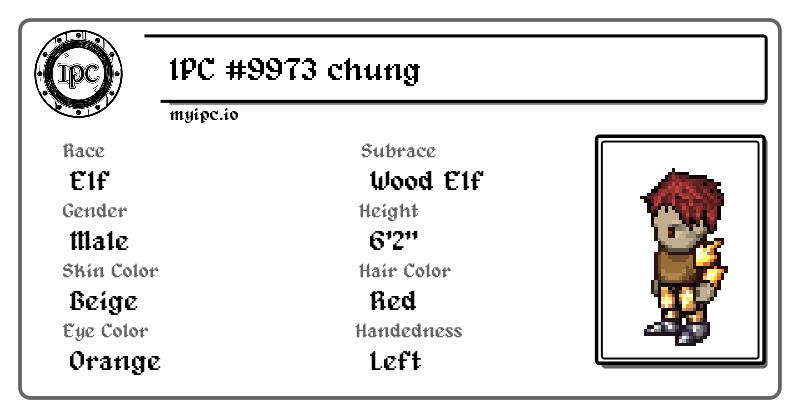 IPC
IPC #9973 chung
myipc.io
Race
Subrace
Elf
Wood Elf
Gender
Height
Male
6'2"
Skin Color
Hair Color
Beige
Red
Eye Color
Handedness
Orange
Left